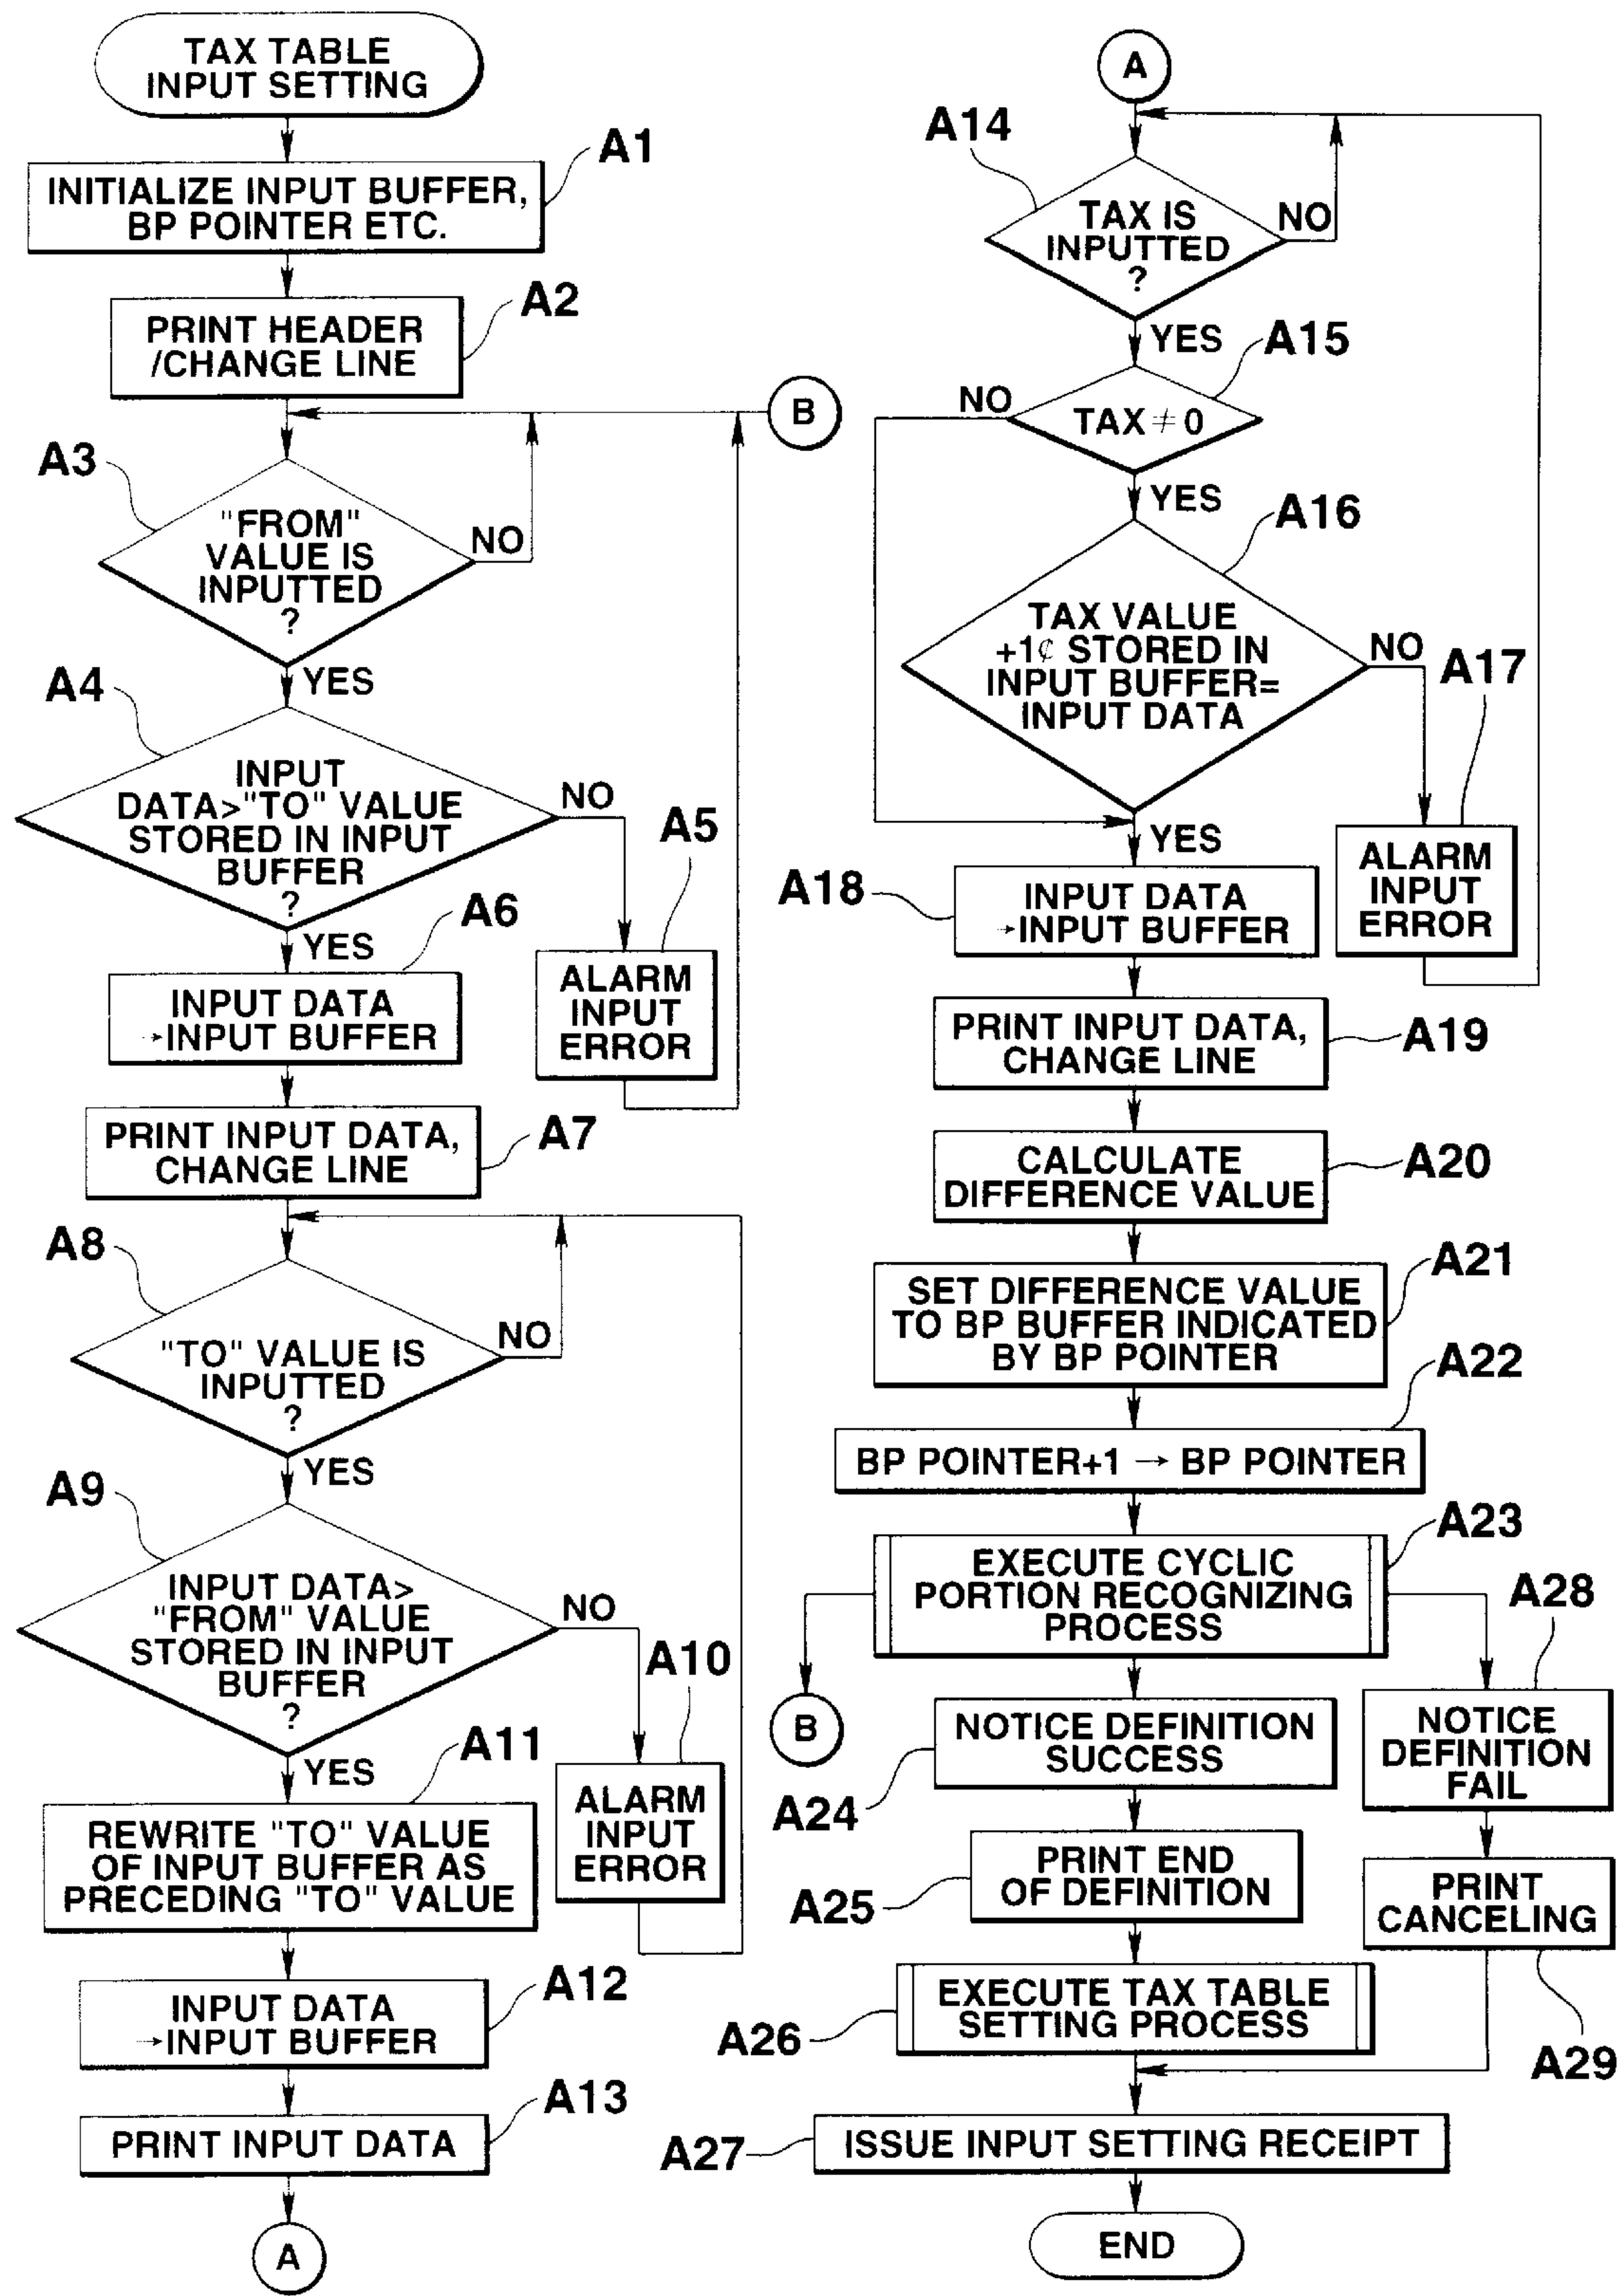 TAX TABLE
INPUT SETTING
A1
INITIALIZE INPUT BUFFER,
BP POINTER ETC.
A2
PRINT HEADER
/CHANGE LINE
B
A3
"FROM"
VALUE IS
INPUTTED
?
NO
YES
A4
INPUT
DATA>"TO" VALUE
STORED IN INPUT
BUFFER
?
NO
A5
YES
ALARM
INPUT
ERROR
A6
INPUT DATA
→INPUT BUFFER
A7
PRINT INPUT DATA,
CHANGE LINE
A8
"TO" VALUE IS
INPUTTED
?
NO
YES
A9
INPUT DATA>
"FROM" VALUE
STORED IN INPUT
BUFFER
?
NO
A10
YES
ALARM
INPUT
ERROR
A11
REWRITE "TO" VALUE
OF INPUT BUFFER AS
PRECEDING "TO" VALUE
A12
INPUT DATA
→INPUT BUFFER
A13
PRINT INPUT DATA
A
A
A14
TAX IS
INPUTTED
?
NO
YES
A15
NO
TAX≠0
YES
A16
TAX VALUE
+1¢ STORED IN
INPUT BUFFER=
INPUT DATA
NO
A17
YES
ALARM
INPUT
ERROR
A18
INPUT DATA
→INPUT BUFFER
A19
PRINT INPUT DATA,
CHANGE LINE
A20
CALCULATE
DIFFERENCE VALUE
A21
SET DIFFERENCE VALUE
TO BP BUFFER INDICATED
BY BP POINTER
A22
BP POINTER+1 → BP POINTER
A23
EXECUTE CYCLIC
PORTION RECOGNIZING
PROCESS
B
A28
NOTICE
DEFINITION
FAIL
NOTICE DEFINITION
SUCCESS
A24
PRINT END
OF DEFINITION
A25
PRINT
CANCELING
A29
EXECUTE TAX TABLE
SETTING PROCESS
A26
A27
ISSUE INPUT SETTING RECEIPT
END